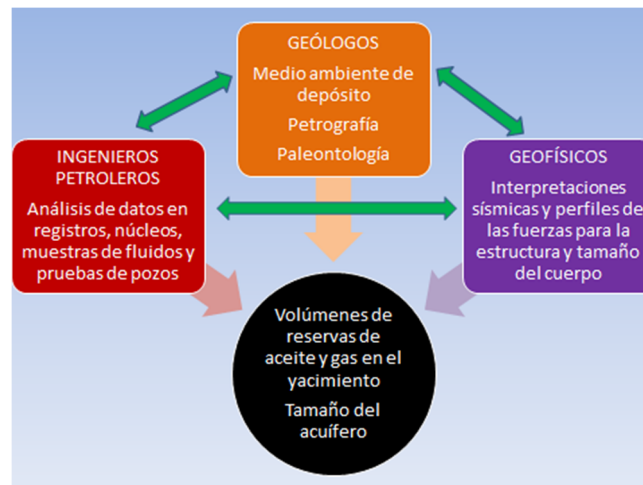 GEÓLOGOS
Medio ambiente de
depósito
Petrografía
Paleontología
INGENIEROS
PETROLEROS
Análisis de datos en
registros, núcleos,
muestras de fluidos y
pruebas de pozos
GEOFÍSICOS
Interpretaciones
sísmicas y perfiles de
las fuerzas para la
estructura y tamaño
del cuerpo
Volúmenes de
reservas de
aceite y gas en el
yacimiento
Tamaño del
acuífero